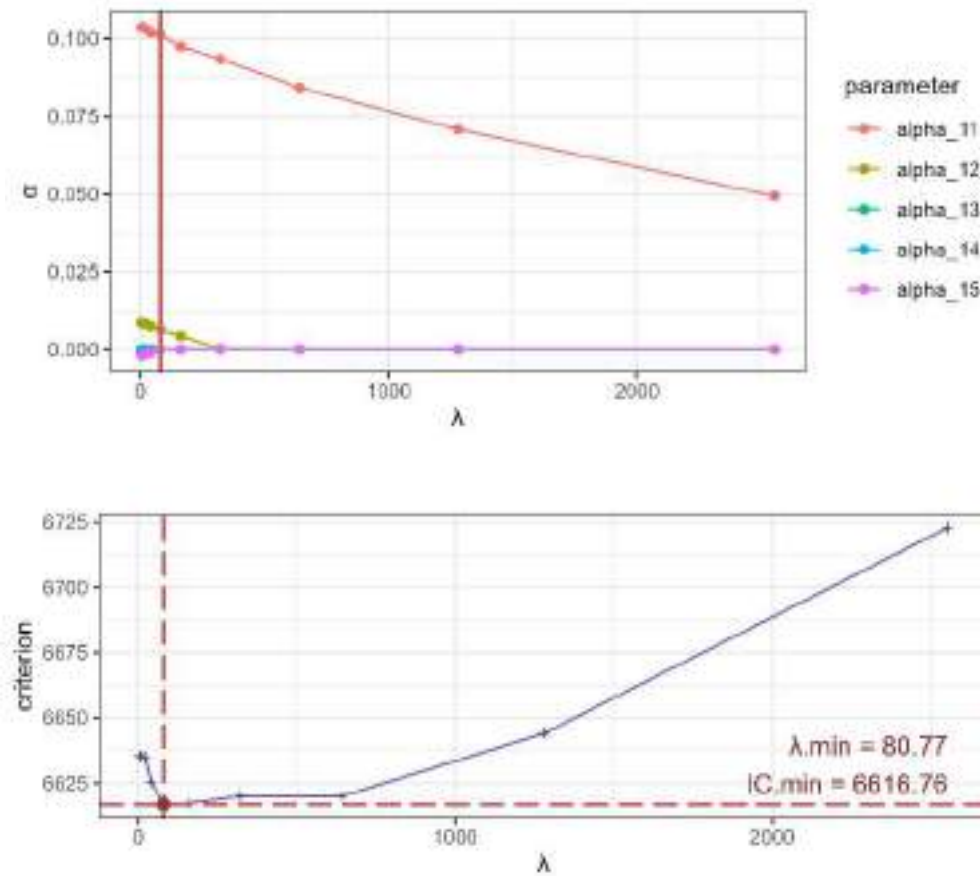 0.100
0.075
0.050
0.025
0.000
α
0
1000
2000
λ
parameter
alpha_11
alpha_12
alpha_13
alpha_14
alpha_15
6725
6700
6675
6650
6625
criterion
λ.min = 80.77
IC.min = 6616.76
0
1000
2000
λ